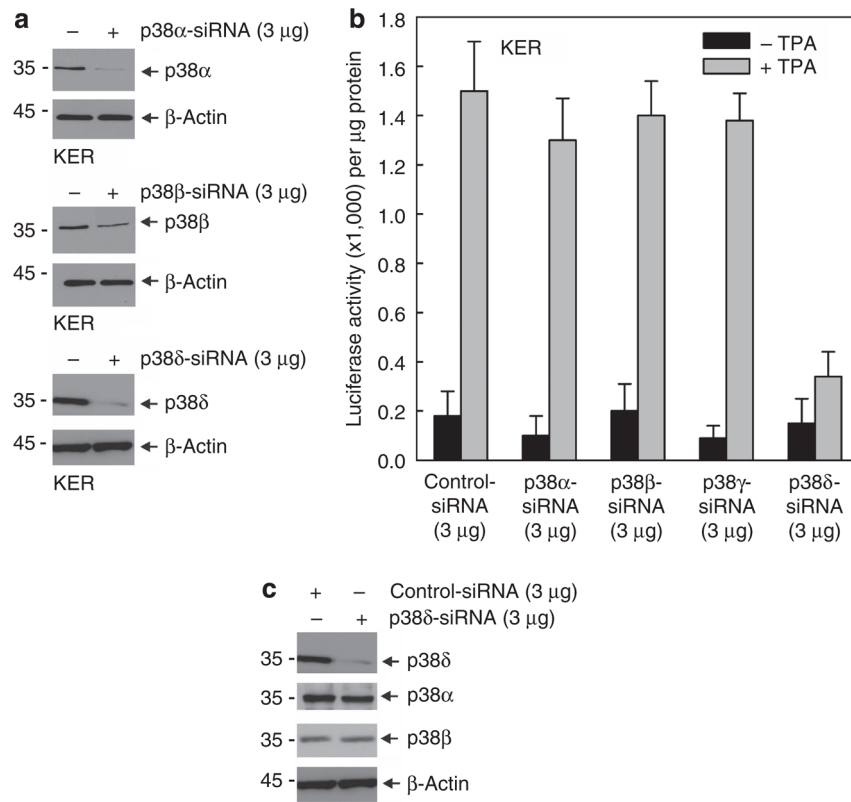 a
– + p38α-siRNA (3 μg)
35 - p38α
45 - β-Actin
KER
– + p38β-siRNA (3 μg)
35 - p38β
45 - β-Actin
KER
– + p38δ-siRNA (3 μg)
35 - p38δ
45 - β-Actin
KER
b
Luciferase activity (x1,000) per μg protein
1.8
1.6
1.4
1.2
1.0
0.8
0.6
0.4
0.2
0.0
KER
– TPA
+ TPA
Control-siRNA (3 μg)
p38α-siRNA (3 μg)
p38β-siRNA (3 μg)
p38γ-siRNA (3 μg)
p38δ-siRNA (3 μg)
c
+ – Control-siRNA (3 μg)
– + p38δ-siRNA (3 μg)
35 - p38δ
35 - p38α
35 - p38β
45 - β-Actin